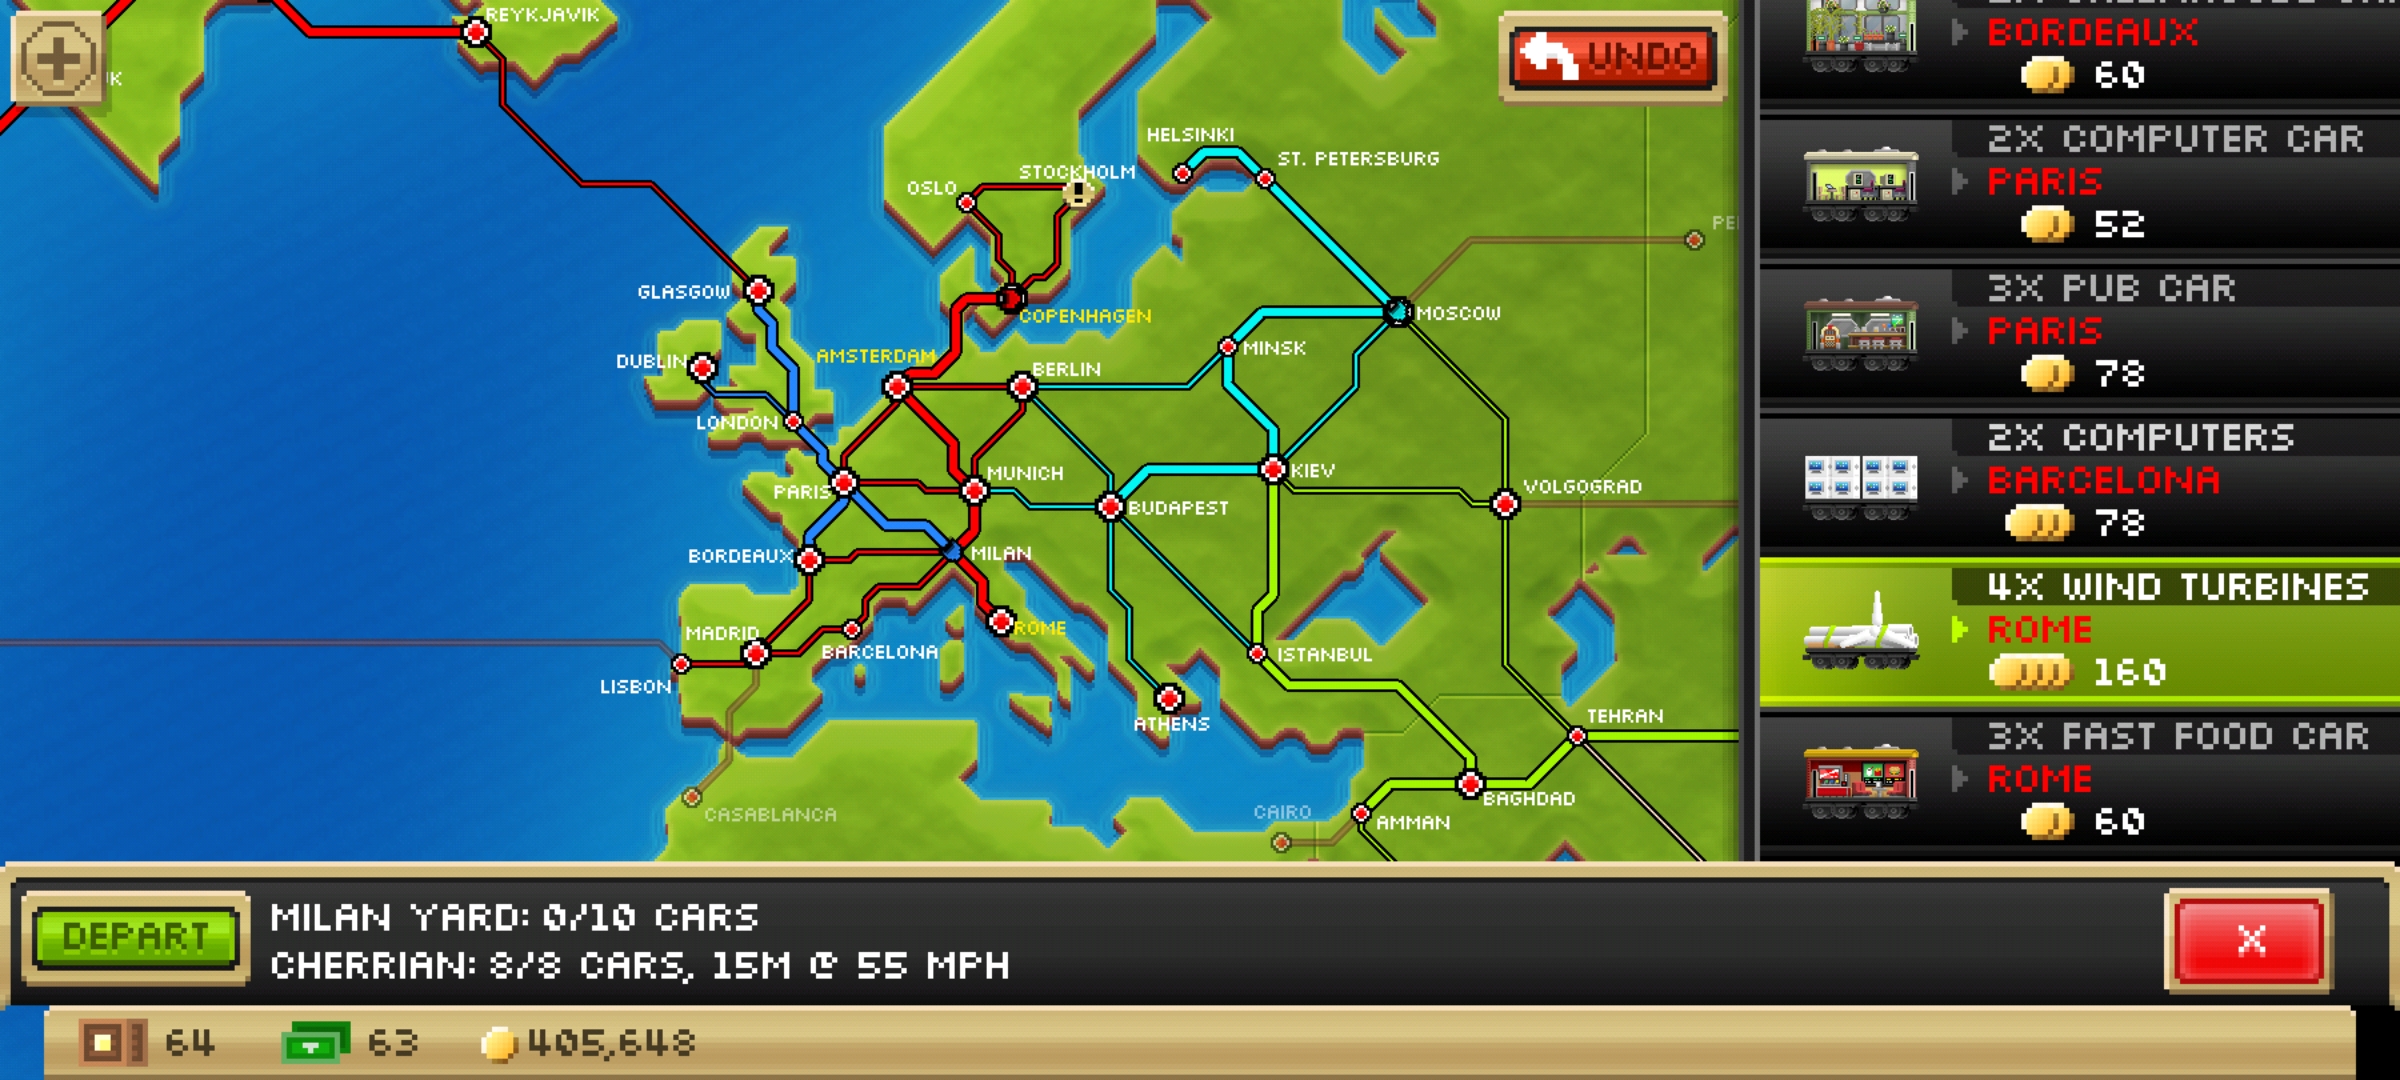 REYKJAVIK
K
UNDO
HELSINKI
ST. PETERSBURG
STOCKHOLM
OSLO
PE
GLASGOW
COPENHAGEN
MOSCOW
AMSTERDAM
MINSK
DUBLIN
BERLIN
LONDON
MUNICH
KIEV
PARIS
VOLGOGRAD
BUDAPEST
BORDEAUX
MILAN
MADRID
ROME
BARCELONA
ISTANBUL
LISBON
ATHENS
TEHRAN
BAGHDAD
CASABLANCA
CAIRO
AMMAN
BORDEAUX
60
2X COMPUTER CAR
PARIS
52
3X PUB CAR
PARIS
78
2X COMPUTERS
BARCELONA
78
4X WIND TURBINES
ROME
160
3X FAST FOOD CAR
ROME
60
DEPART
MILAN YARD: 0/10 CARS
CHERRIAN: 8/8 CARS, 15M @ 55 MPH
X
64
63
405,648